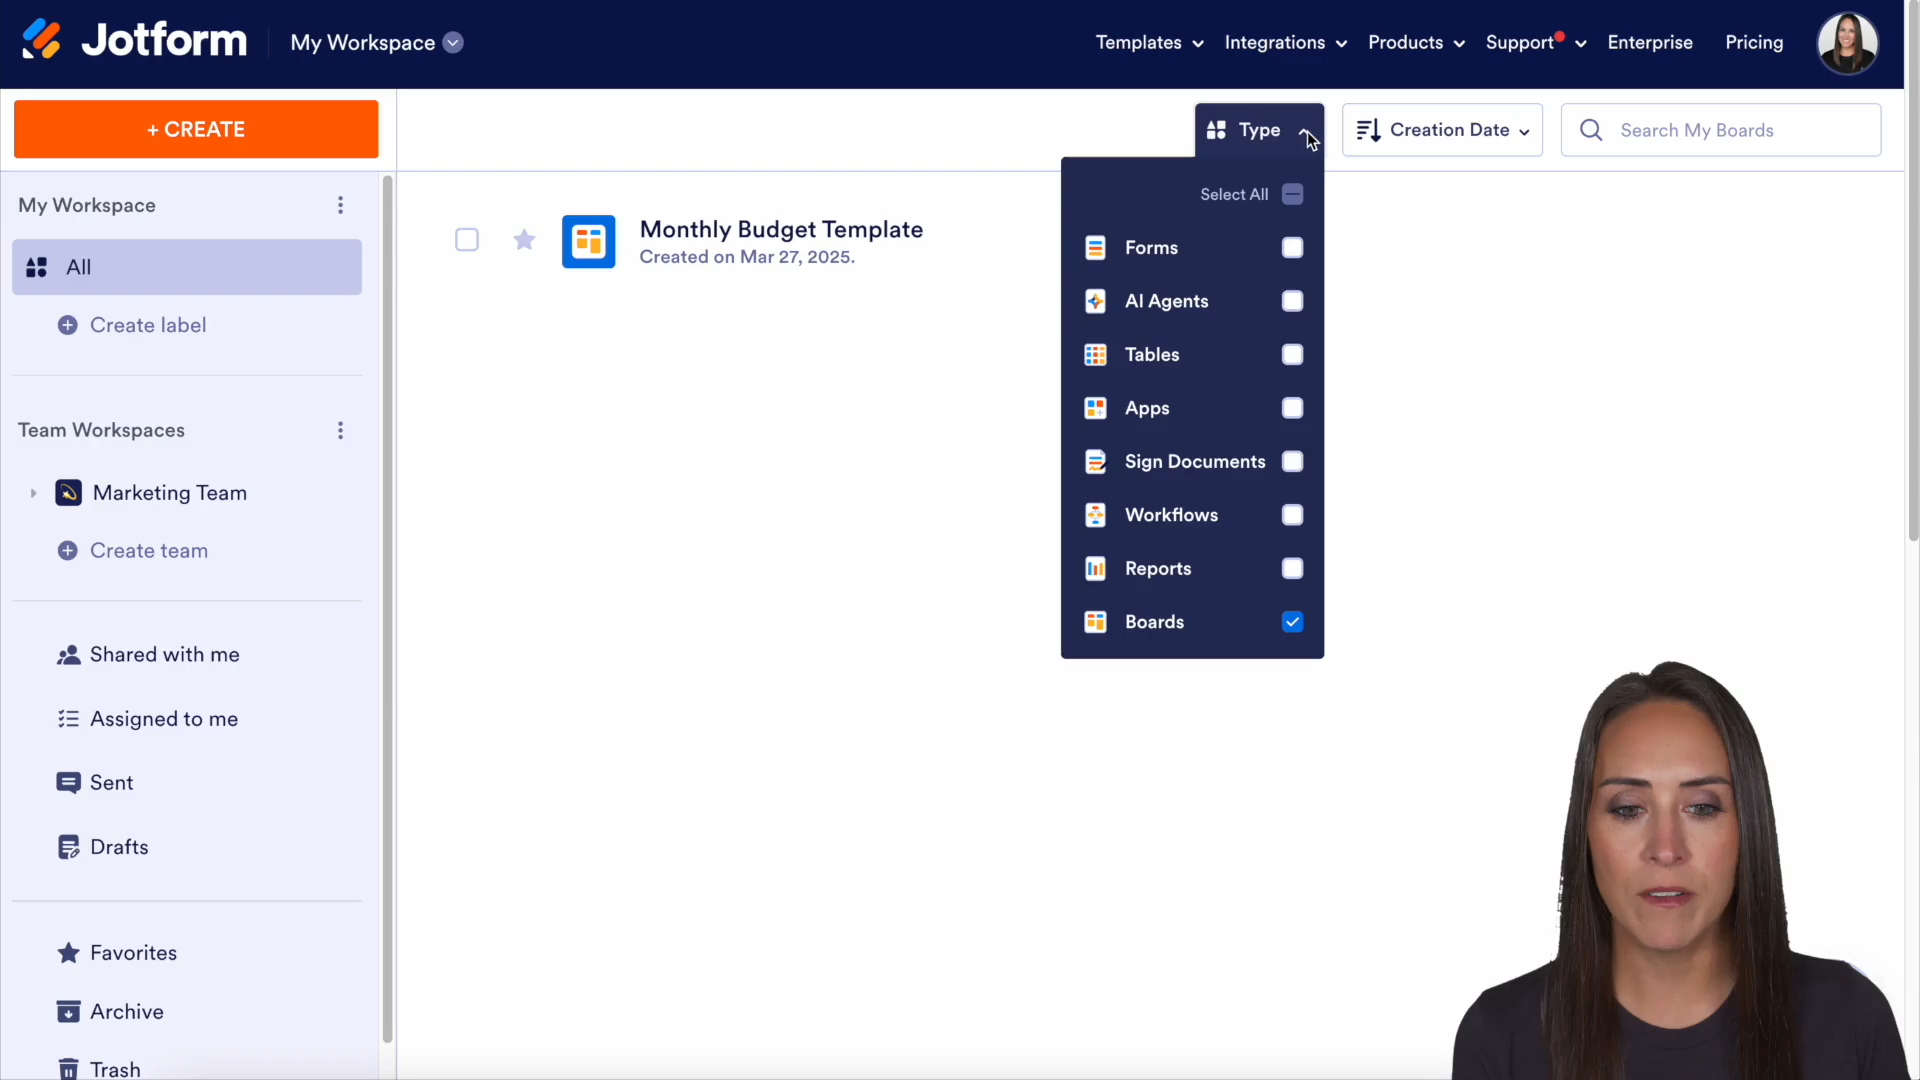 Jotform
My Workspace
Templates
Integrations
Products
Support
Enterprise
Pricing
+ CREATE
Type
Creation Date
Search My Boards
My Workspace
All
Create label
Team Workspaces
Marketing Team
Create team
Shared with me
Assigned to me
Sent
Drafts
Favorites
Archive
Trash
Monthly Budget Template
Created on Mar 27, 2025.
Select All
Forms
AI Agents
Tables
Apps
Sign Documents
Workflows
Reports
Boards